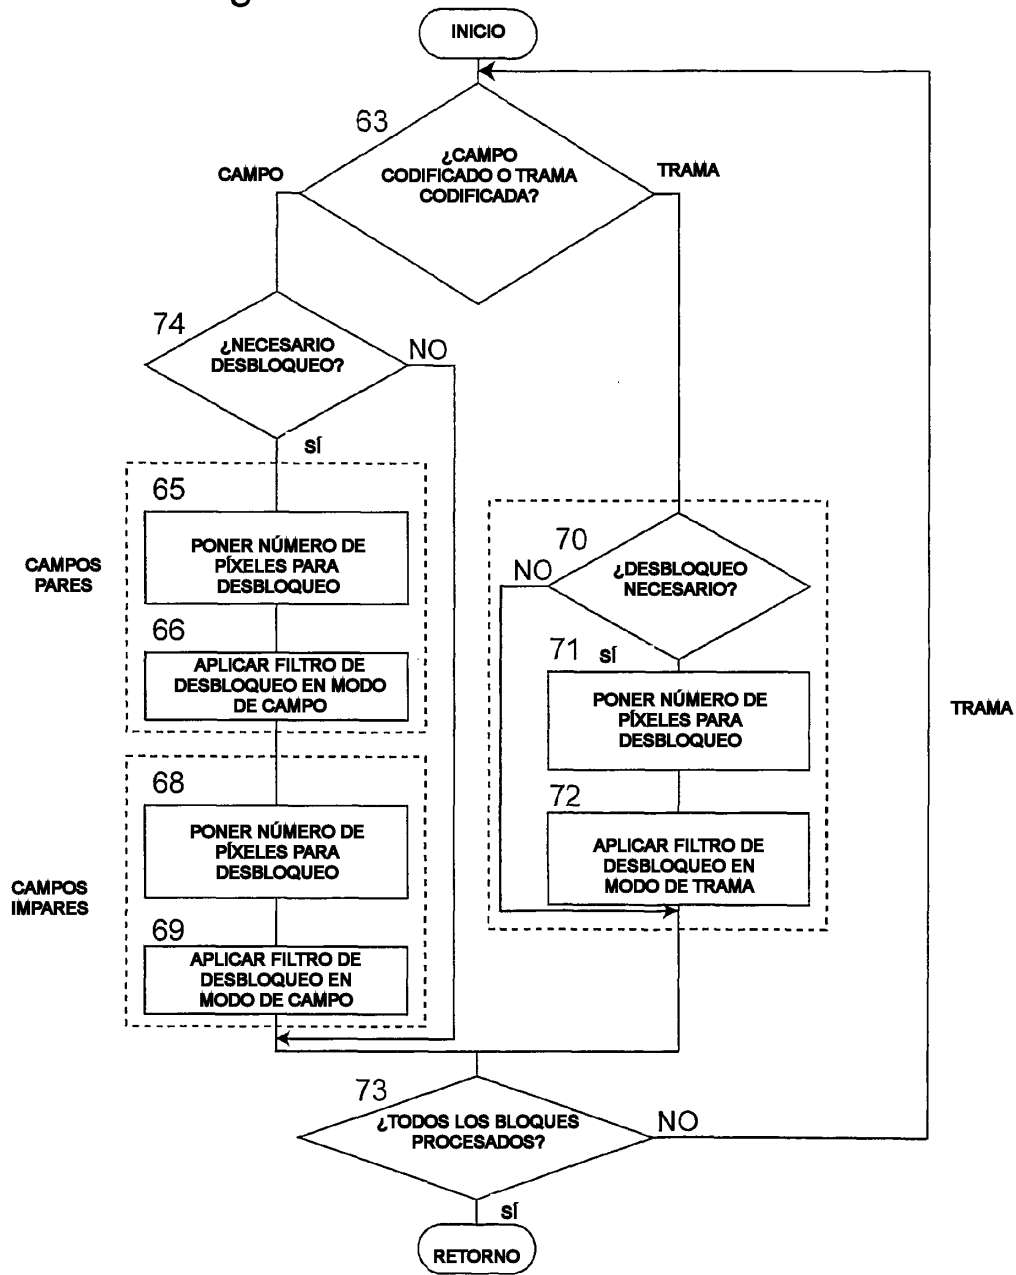 INICIO
63
¿CAMPO
CODIFICADO O TRAMA
CODIFICADA?
CAMPO
TRAMA
74
¿NECESARIO
DESBLOQUEO?
NO
SÍ
CAMPOS
PARES
65
PONER NÚMERO DE
PÍXELES PARA
DESBLOQUEO
66
APLICAR FILTRO DE
DESBLOQUEO EN MODO
DE CAMPO
CAMPOS
IMPARES
68
PONER NÚMERO DE
PÍXELES PARA
DESBLOQUEO
69
APLICAR FILTRO DE
DESBLOQUEO EN
MODO DE CAMPO
70
¿DESBLOQUEO
NECESARIO?
NO
71
SÍ
PONER NÚMERO DE
PÍXELES PARA
DESBLOQUEO
72
APLICAR FILTRO DE
DESBLOQUEO EN
MODO DE TRAMA
TRAMA
73
¿TODOS LOS BLOQUES
PROCESADOS?
NO
SÍ
RETORNO